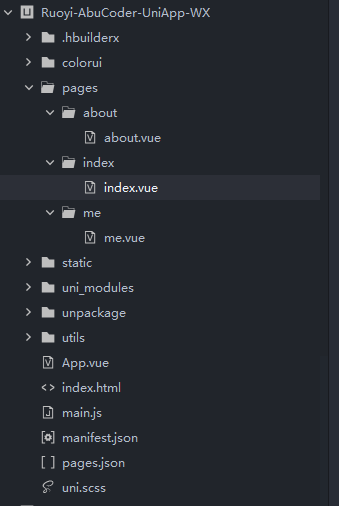 Ruoyi-AbuCoder-UniApp-WX
.hbuilderx
colorui
pages
about
about.vue
index
index.vue
me
me.vue
static
uni_modules
unpackage
utils
App.vue
index.html
main.js
manifest.json
pages.json
uni.scss